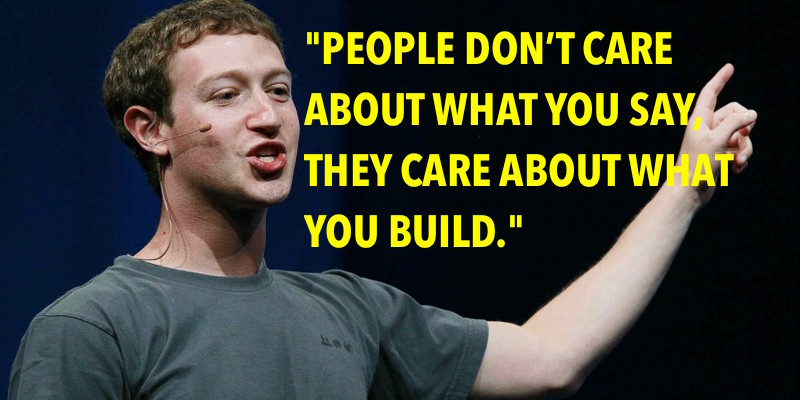 "PEOPLE DON’T CARE
ABOUT WHAT YOU SAY,
THEY CARE ABOUT WHAT
YOU BUILD."